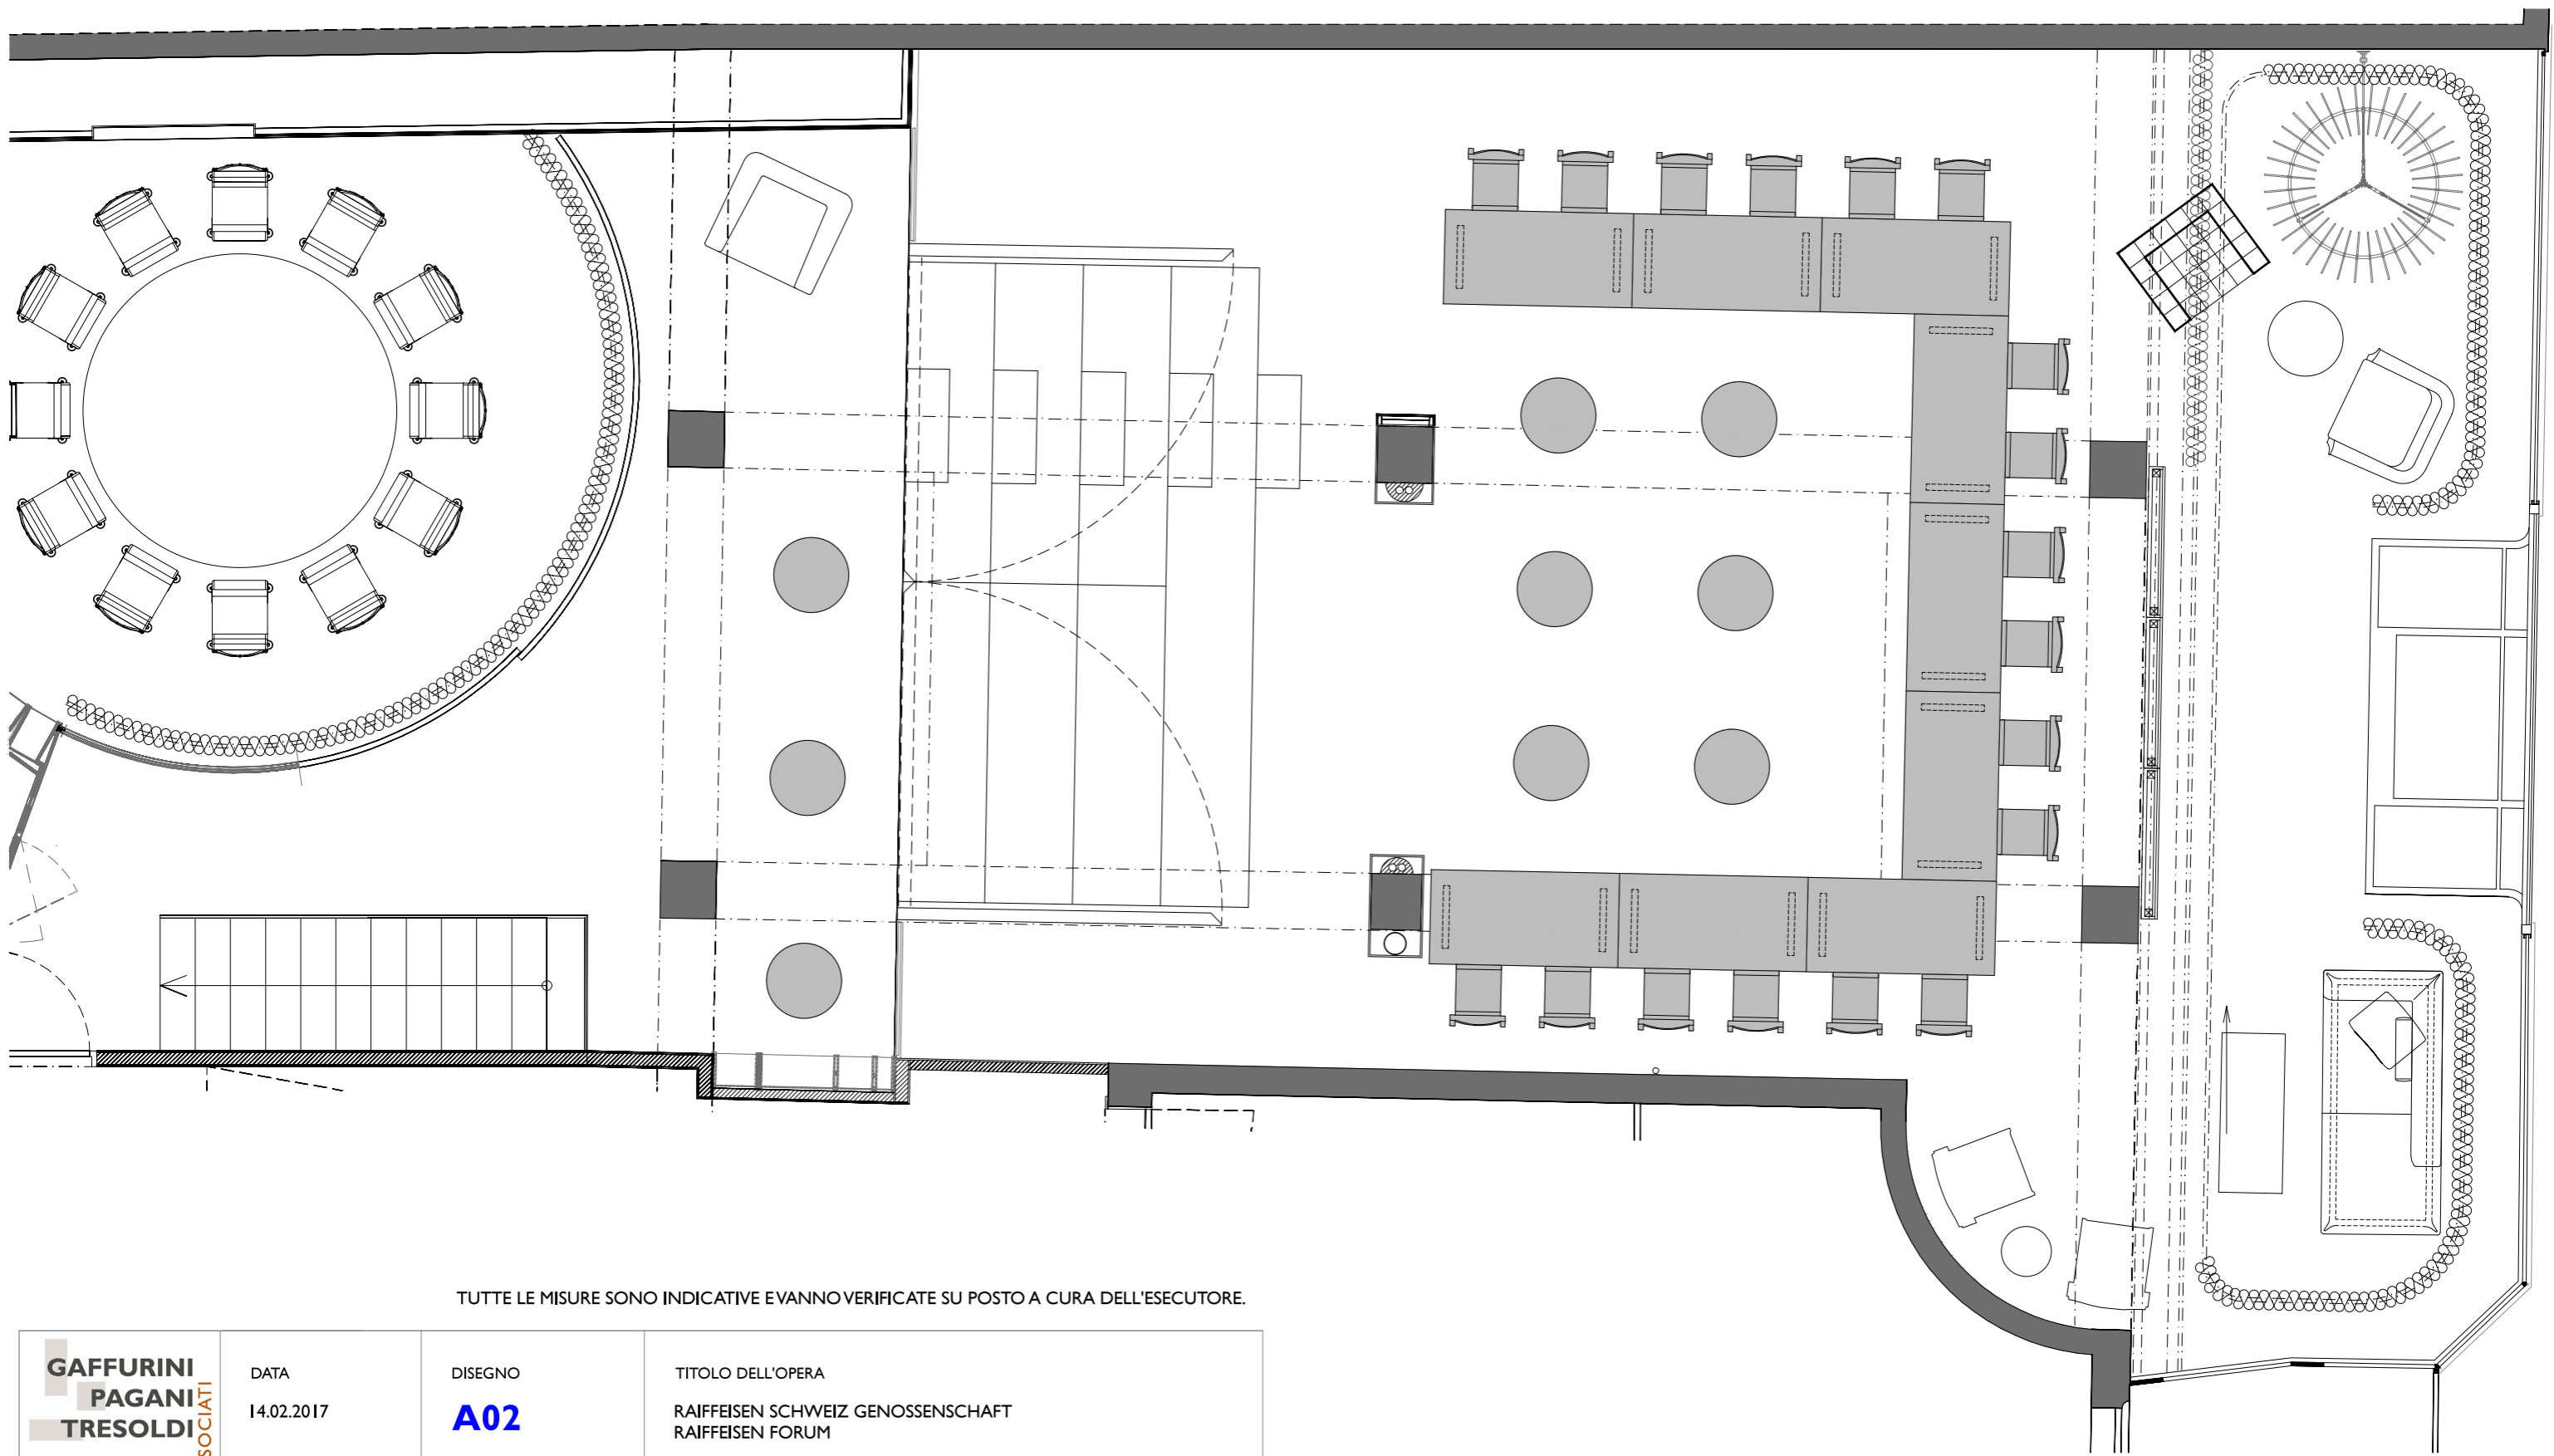 TUTTE LE MISURE SONO INDICATIVE E VANNO VERIFICATE SU POSTO A CURA DELL'ESECUTORE.
GAFFURINI
PAGANI
TRESOLDI
SOCIATI
DATA
14.02.2017
DISEGNO
A02
TITOLO DELL'OPERA
RAIFFEISEN SCHWEIZ GENOSSENSCHAFT
RAIFFEISEN FORUM